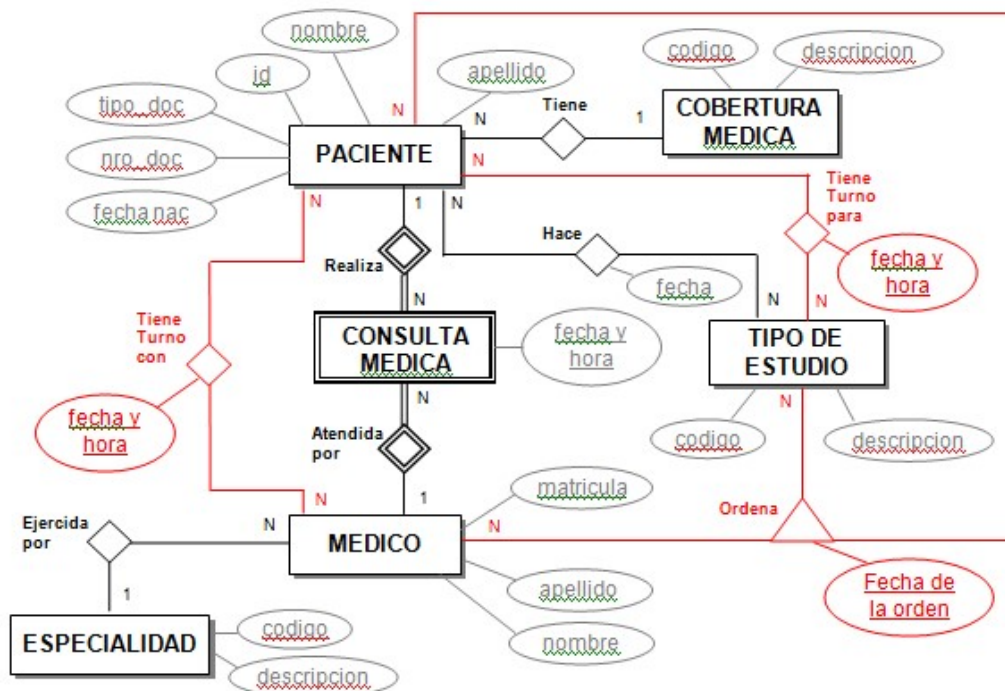 nombre
codigo
descripcion
id
apellido
tipo_doc
Tiene
N
N
1
COBERTURA
MEDICA
PACIENTE
nro_doc
N
fecha nac
N
1
N
Tiene
Turno
para
Hace
Realiza
fecha y
hora
fecha
N
N
N
Tiene
Turno
con
CONSULTA
MEDICA
fecha y
hora
TIPO DE
ESTUDIO
N
N
fecha y
hora
Atendida
por
codigo
descripcion
matricula
N
1
Ordena
Ejercida
por
N
MEDICO
N
apellido
Fecha de
la orden
1
nombre
ESPECIALIDAD
codigo
descripcion